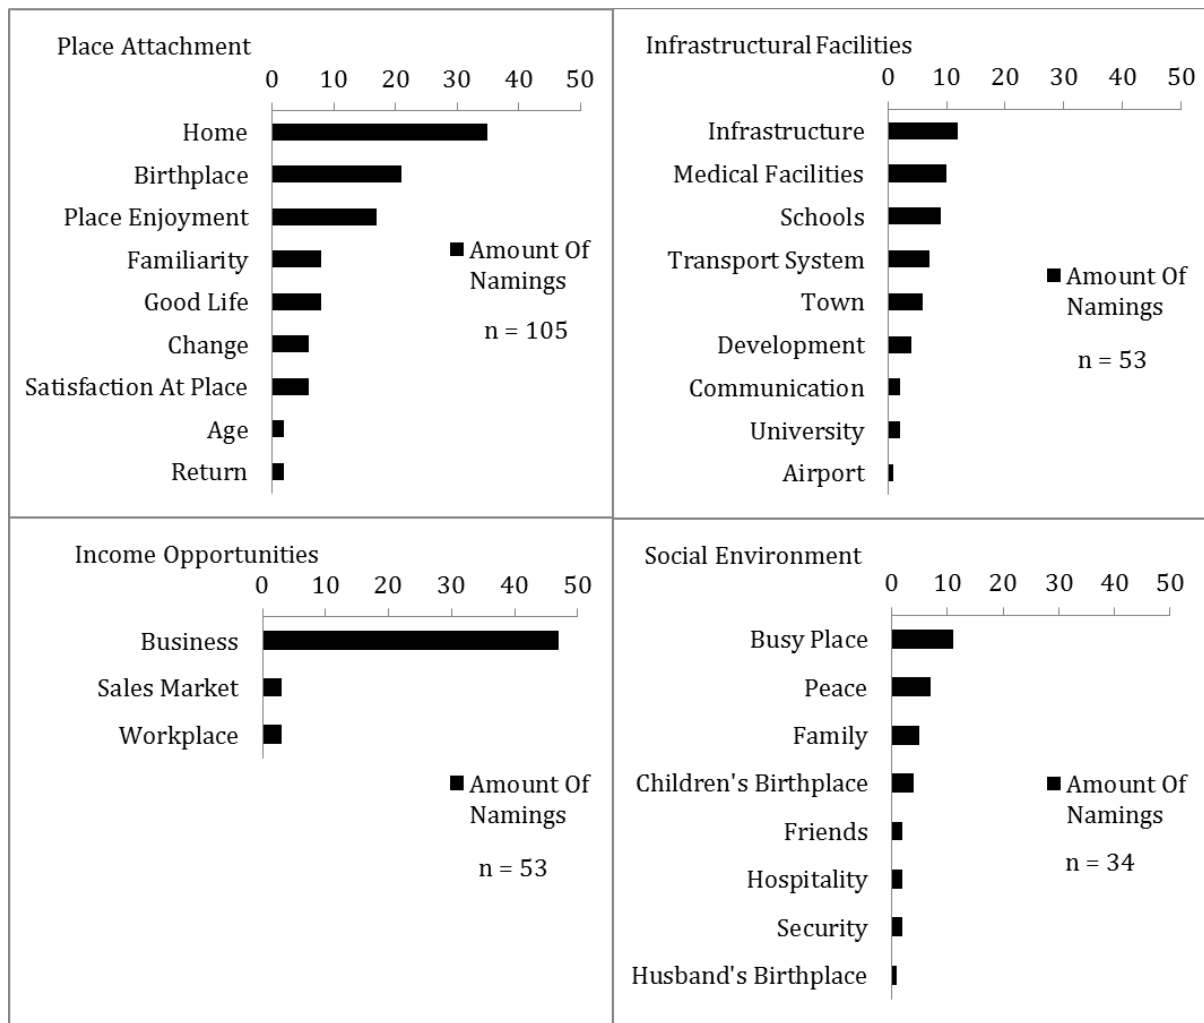 Place Attachment
0 10 20 30 40 50
Home
Birthplace
Place Enjoyment
Familiarity
Good Life
Change
Satisfaction At Place
Age
Return
Amount Of
Namings
n = 105
Infrastructural Facilities
0 10 20 30 40 50
Infrastructure
Medical Facilities
Schools
Transport System
Town
Development
Communication
University
Airport
Amount Of
Namings
n = 53
Income Opportunities
0 10 20 30 40 50
Business
Sales Market
Workplace
Amount Of
Namings
n = 53
Social Environment
0 10 20 30 40 50
Busy Place
Peace
Family
Children's Birthplace
Friends
Hospitality
Security
Husband's Birthplace
Amount Of
Namings
n = 34